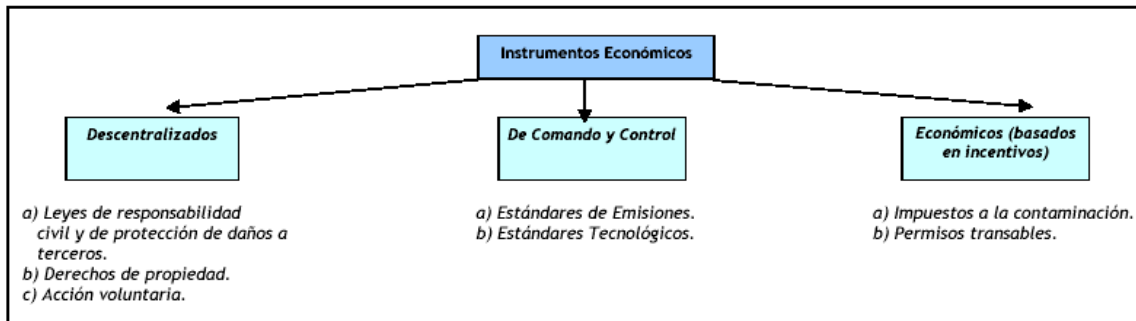 Instrumentos Económicos
Descentralizados
De Comando y Control
Económicos (basados
en incentivos)
a) Leyes de responsabilidad
civil y de protección de daños a
terceros.
b) Derechos de propiedad.
c) Acción voluntaria.
a) Estándares de Emisiones.
b) Estándares Tecnológicos.
a) Impuestos a la contaminación.
b) Permisos transables.